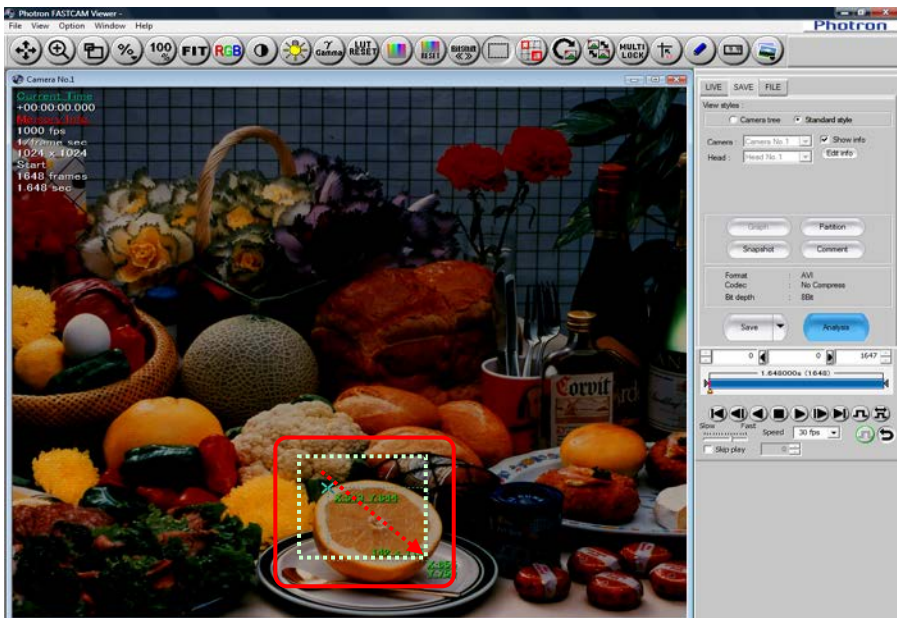 Photron FASTCAM Viewer -
File View Option Window Help
Photron
%
100%
FIT
RGB
Gamma
LUT RESET
RESET
MULTI LOCK
Camera No.1
Current Time
+00:00:00.000
Memory Info
1000 fps
1/frame sec
1024 x 1024
Start
1648 frames
1.648 sec
Corvit
LIVE SAVE FILE
View styles :
Camera tree Standard style
Camera : Camera No.1 Show info
Head : Head No.1 Edit info
Graph Partition
Snapshot Comment
Format : AVI
Codec : No Compress
Bit depth : 8Bit
Save Analysis
0 0 1647
1.648000s (1648)
Slow Fast Speed 30 fps
Skip play